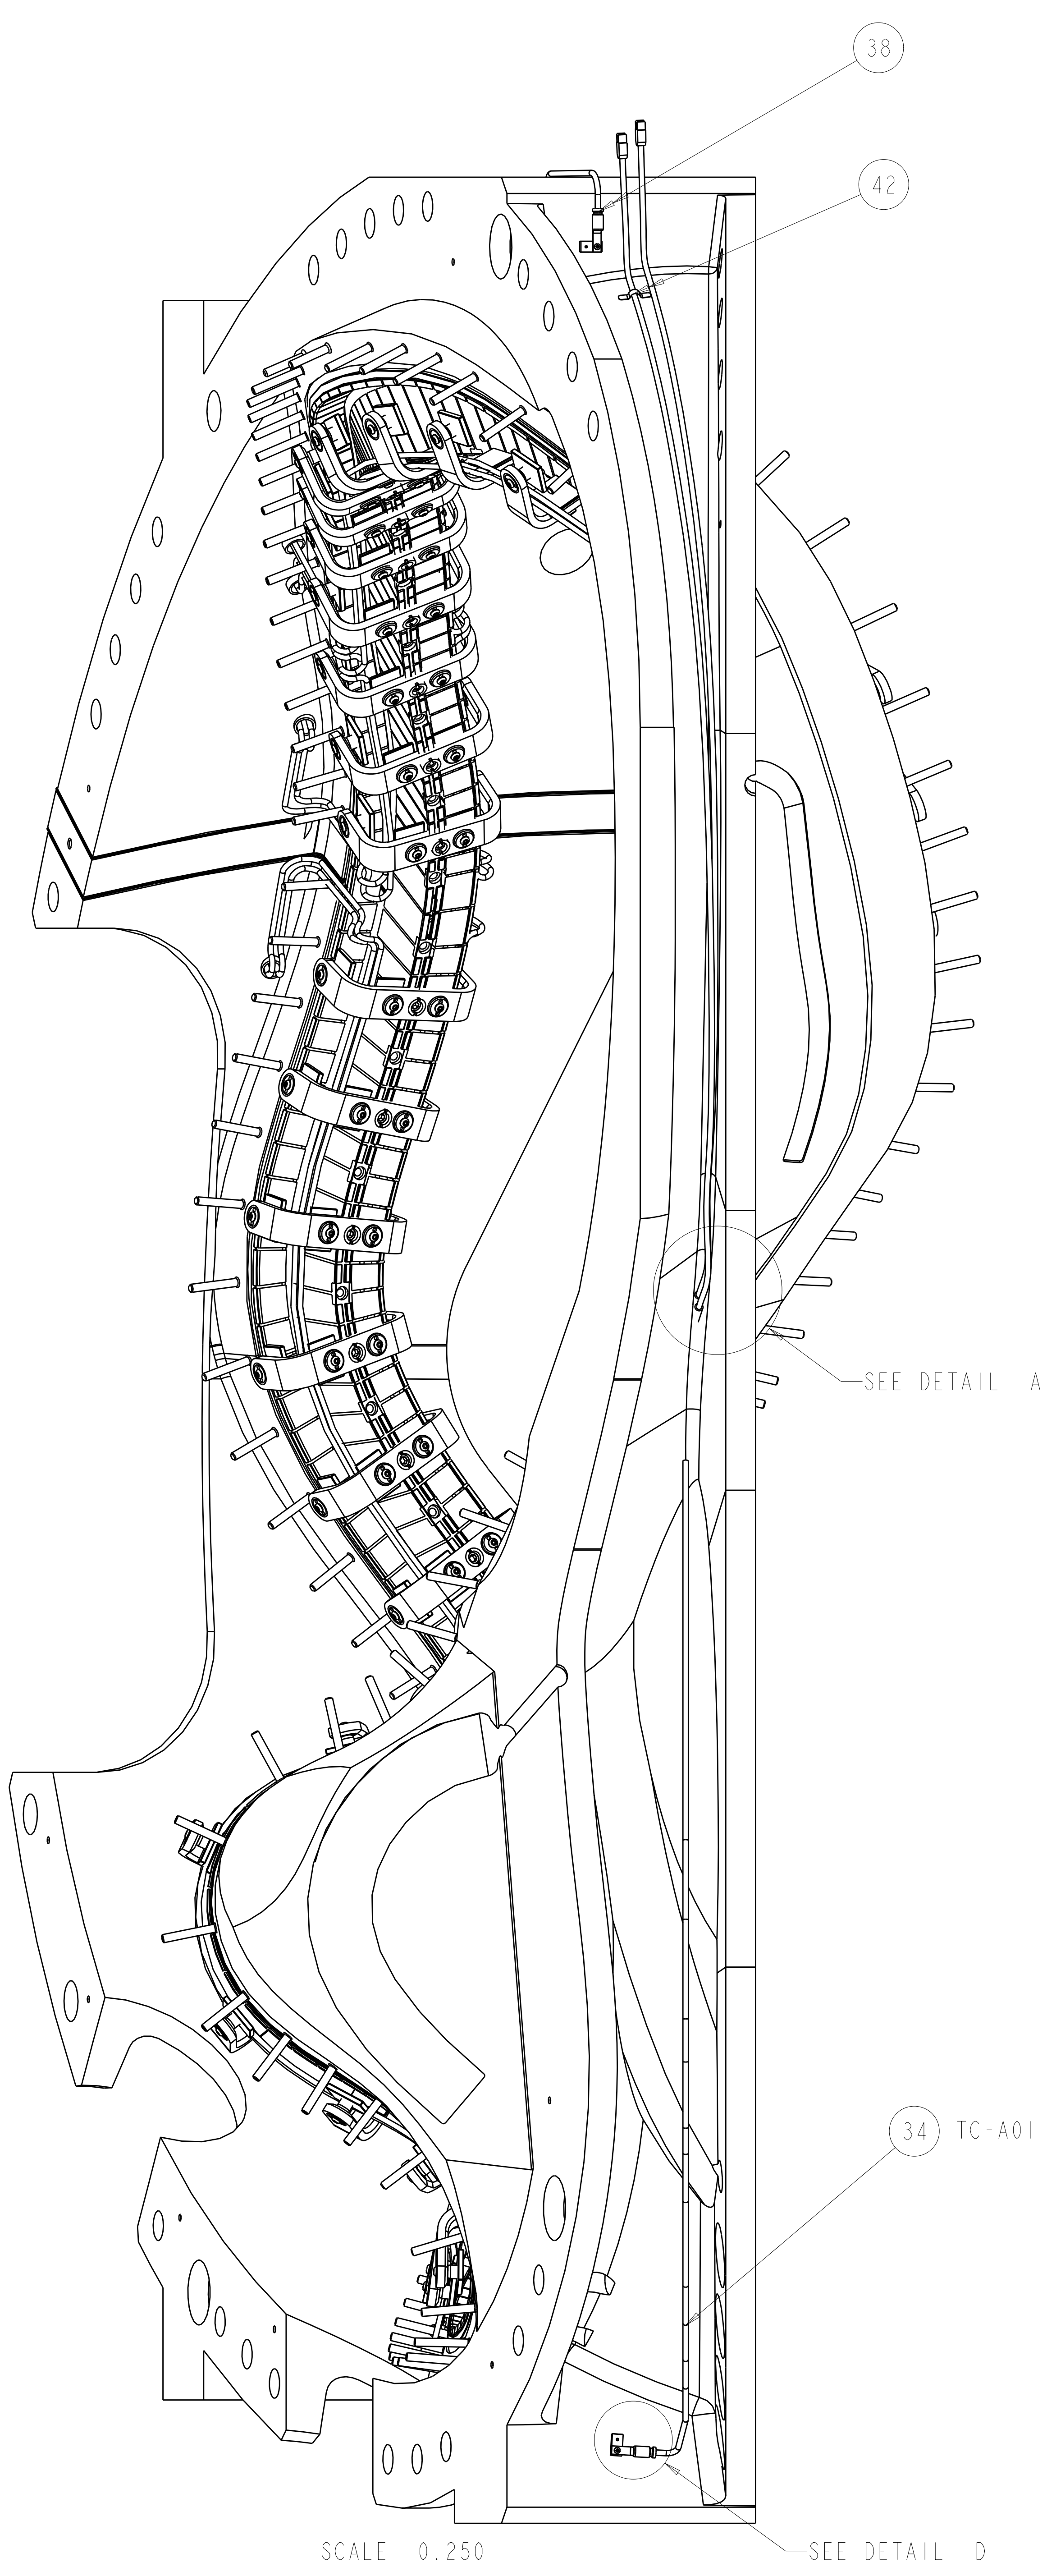 38
42
SEE DETAIL A
34 TC-A01
SCALE 0.250
SEE DETAIL D